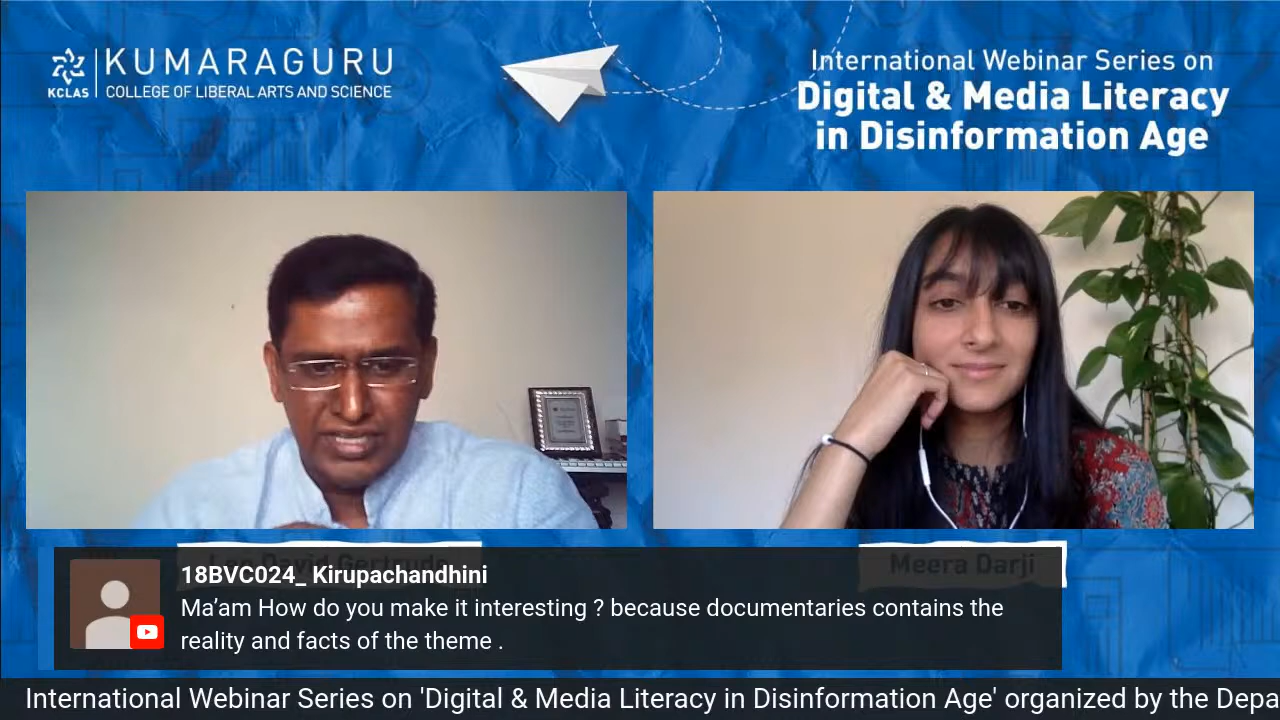 KCLAS
KUMARAGURU
COLLEGE OF LIBERAL ARTS AND SCIENCE
International Webinar Series on
Digital & Media Literacy
in Disinformation Age
Meera Darji
18BVC024_ Kirupachandhini
Ma’am How do you make it interesting ? because documentaries contains the
reality and facts of the theme .
International Webinar Series on 'Digital & Media Literacy in Disinformation Age' organized by the Depa